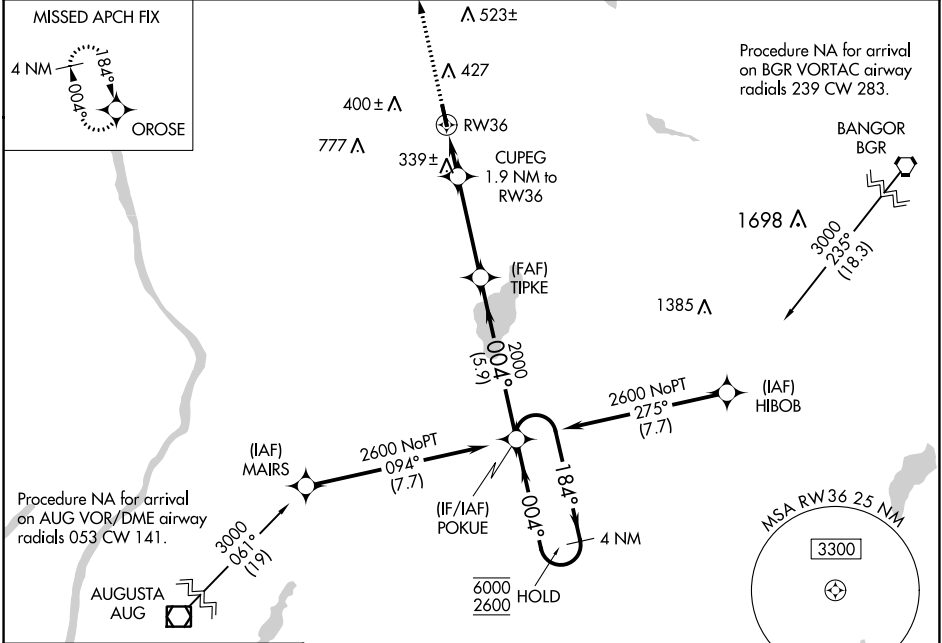 MISSED APCH FIX
4 NM
184°
004°
OROSE
523±
427
400±
RW36
777
339±
CUPEG
1.9 NM to
RW36
Procedure NA for arrival
on BGR VORTAC airway
radials 239 CW 283.
BANGOR
BGR
1698
3000
235°
(18.3)
(FAF)
TIPKE
1385
2000
004°
(5.9)
2600 NoPT
275°
(7.7)
(IAF)
HIBOB
(IAF)
MAIRS
2600 NoPT
094°
(7.7)
(IF/IAF)
POKUE
184°
004°
4 NM
6000
2600
HOLD
Procedure NA for arrival
on AUG VOR/DME airway
radials 053 CW 141.
3000
061°
(19)
AUGUSTA
AUG
MSA RW36 25 NM
3300